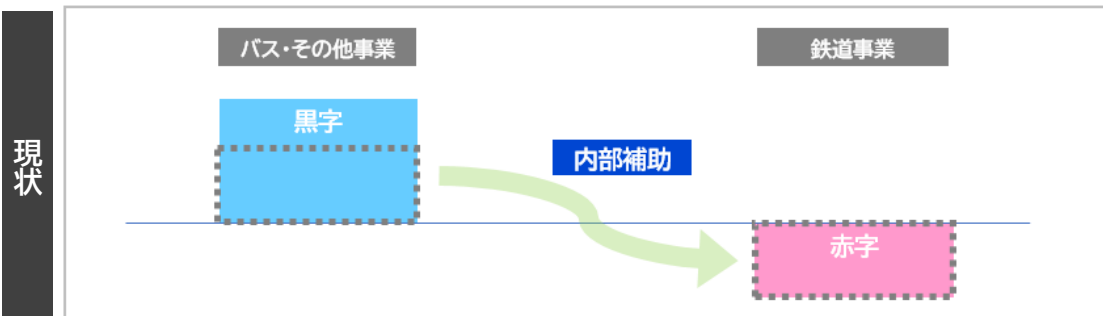 現状
バス・その他事業
鉄道事業
黒字
内部補助
赤字